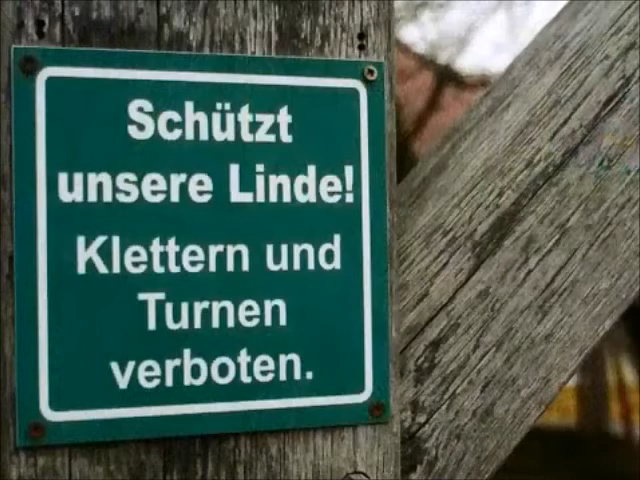 Schützt
unsere Linde!
Klettern und
Turnen
verboten.